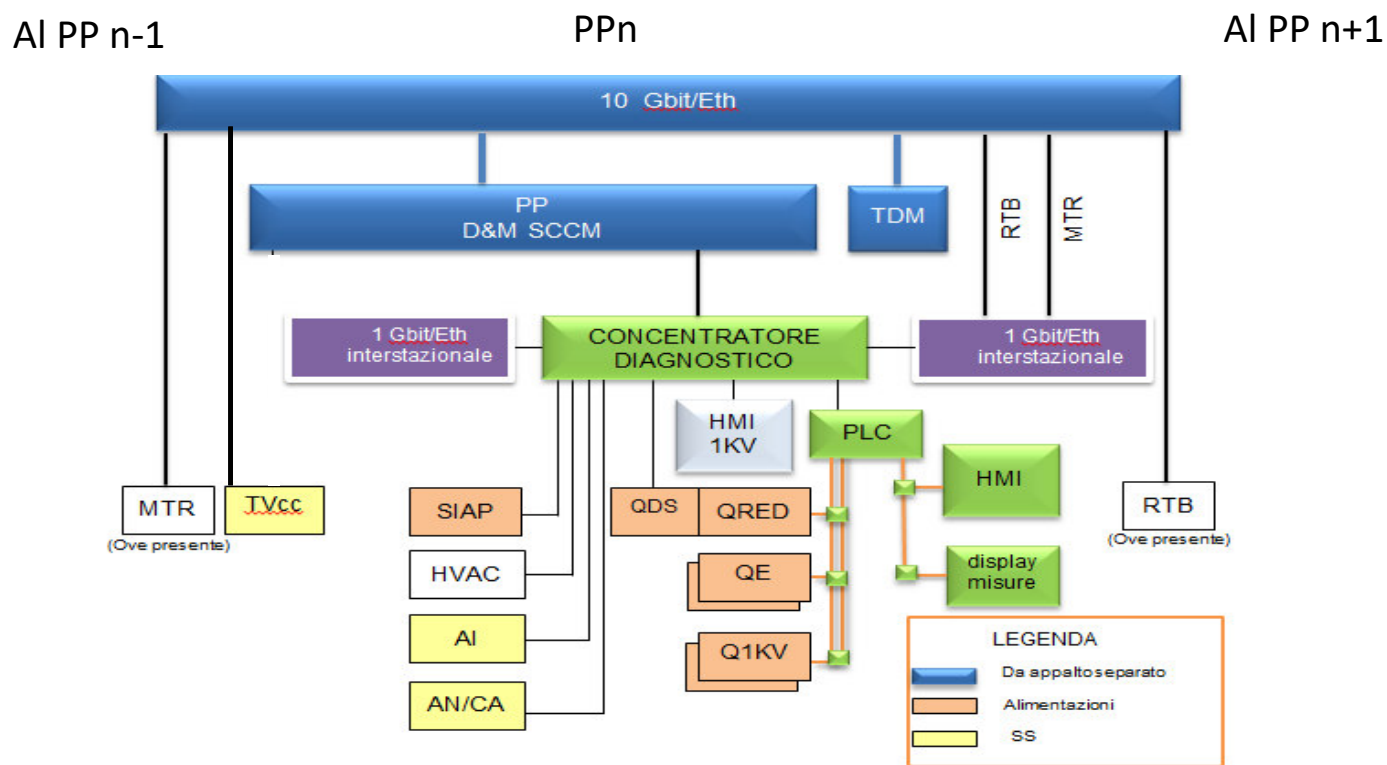 Al PP n-1
PPn
Al PP n+1
10 Gbit/Eth
PP
D&M SCCM
TDM
RTB
MTR
1 Gbit/Eth
interstazionale
CONCENTRATORE
DIAGNOSTICO
1 Gbit/Eth
interstazionale
HMI
1KV
PLC
HMI
MTR
(Ove presente)
TVcc
SIAP
QDS
QRED
RTB
(Ove presente)
HVAC
QE
display
misure
AI
Q1KV
AN/CA
LEGENDA
Da appaltoseparato
Alimentazioni
SS